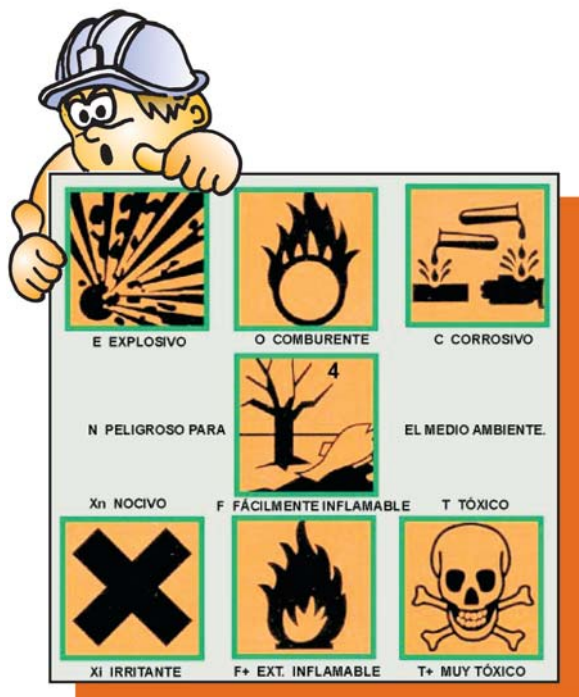 E EXPLOSIVO
O COMBURENTE
C CORROSIVO
4
N PELIGROSO PARA
EL MEDIO AMBIENTE.
Xn NOCIVO
F FÁCILMENTE INFLAMABLE
T TÓXICO
Xi IRRITANTE
F+ EXT. INFLAMABLE
T+ MUY TÓXICO